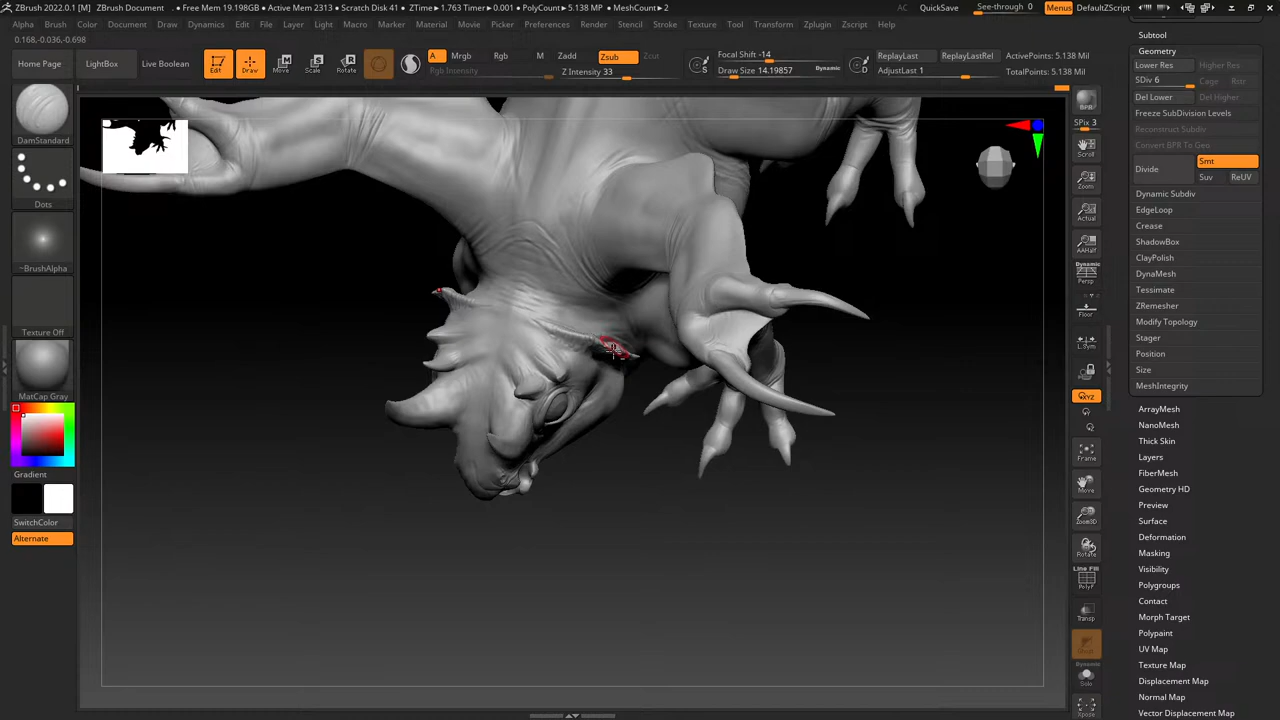 ZBrush 2022.0.1 [M] ZBrush Document . ● Free Mem 19.198GB ● Active Mem 2313 ● Scratch Disk 41 ● ZTime▸1.763 Timer▸0.001 ● PolyCount▸5.138 MP ● MeshCount▸2 AC QuickSave See-through 0 Menus DefaultZScript
Alpha Brush Color Document Draw Dynamics Edit File Layer Light Macro Marker Material Movie Picker Preferences Render Stencil Stroke Texture Tool Transform Zplugin Zscript Help
0.168,-0.036,-0.698
Home Page
LightBox
Live Boolean
Edit
Draw
Move
Scale
Rotate
A
Mrgb
Rgb
M
Rgb Intensity
Zadd
Zsub
Zcut
Z Intensity 33
S
Focal Shift -14
Draw Size 14.19857
Dynamic
D
ReplayLast
ReplayLastRel
AdjustLast 1
ActivePoints: 5.138 Mil
TotalPoints: 5.138 Mil
DamStandard
Dots
~BrushAlpha
Texture Off
MatCap Gray
Gradient
SwitchColor
Alternate
BPR
SPix 3
Scroll
Zoom
Actual
AAHalf
Dynamic
Persp
Floor
L.Sym
XYZ
Frame
Move
Zoom3D
Rotate
Line Fill
PolyF
Transp
Ghost
Dynamic
Solo
Xpose
Subtool
Geometry
Lower Res
Higher Res
SDiv 6
Cage
Rstr
Del Lower
Del Higher
Freeze SubDivision Levels
Reconstruct Subdiv
Convert BPR To Geo
Divide
Smt
Suv
ReUV
Dynamic Subdiv
EdgeLoop
Crease
ShadowBox
ClayPolish
DynaMesh
Tessimate
ZRemesher
Modify Topology
Stager
Position
Size
MeshIntegrity
ArrayMesh
NanoMesh
Thick Skin
Layers
FiberMesh
Geometry HD
Preview
Surface
Deformation
Masking
Visibility
Polygroups
Contact
Morph Target
Polypaint
UV Map
Texture Map
Displacement Map
Normal Map
Vector Displacement Map